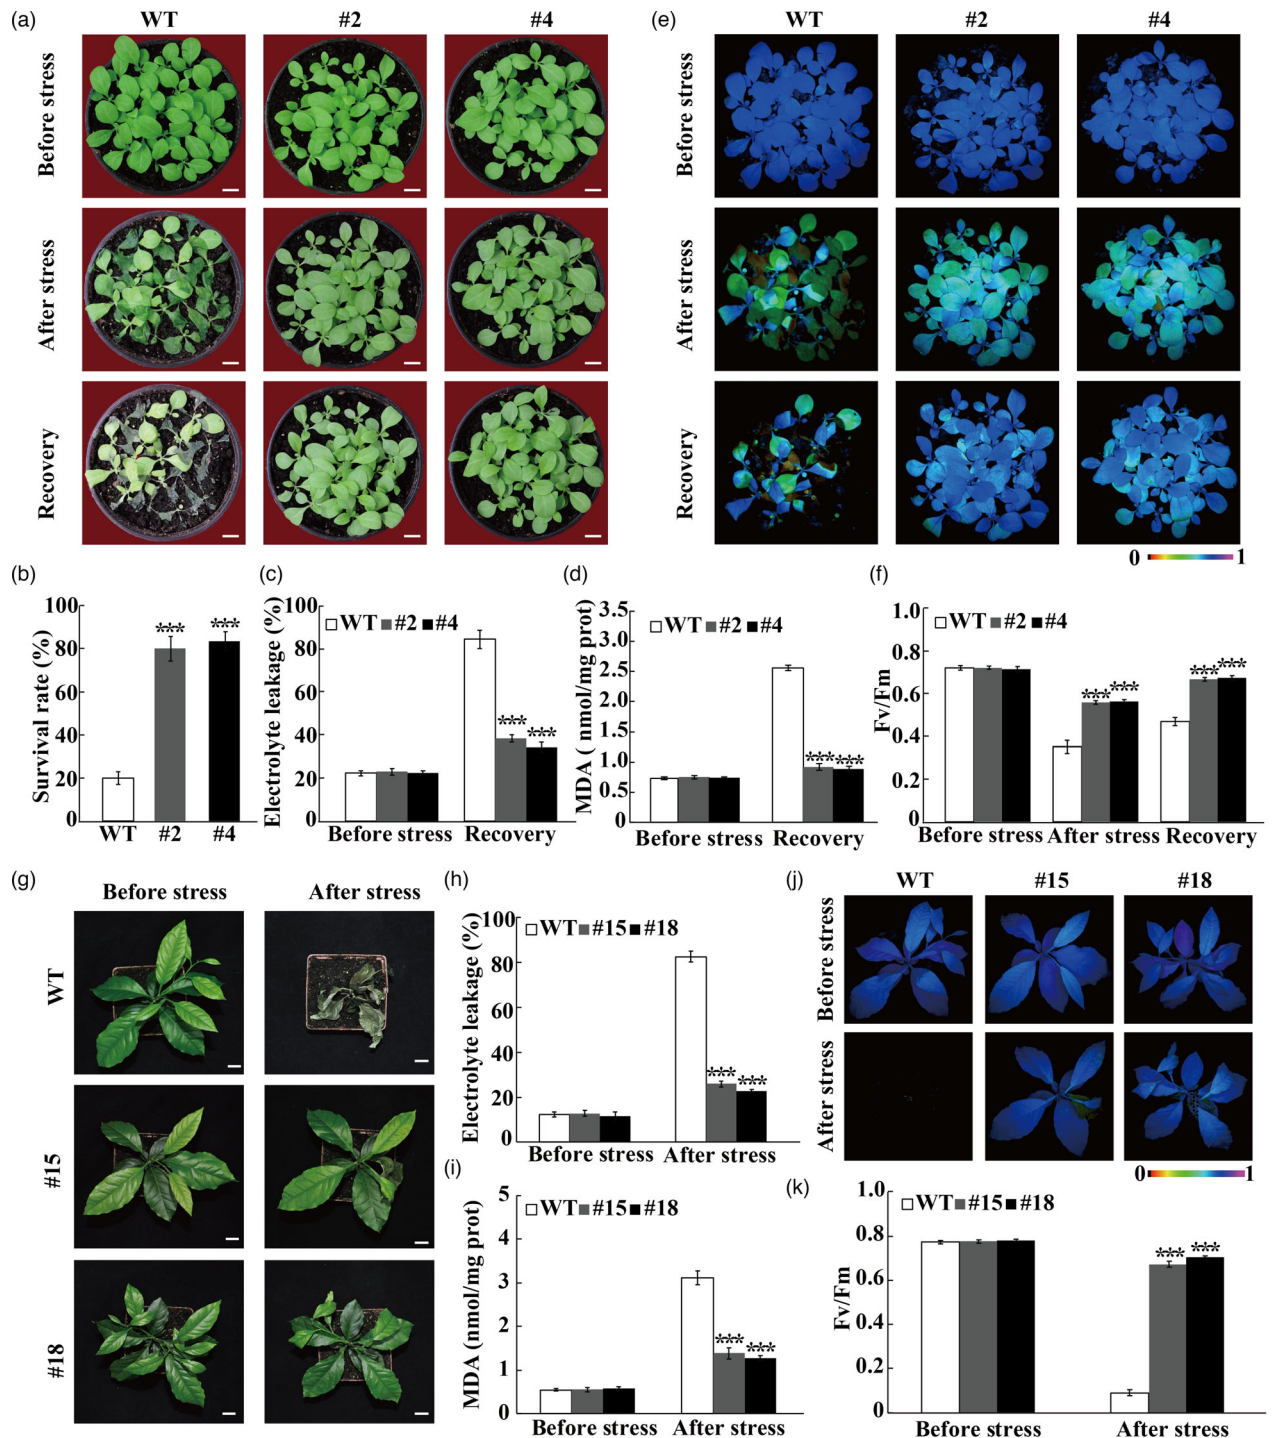 (a)
WT
#2
#4
Before stress
After stress
Recovery
(e)
WT
#2
#4
Before stress
After stress
Recovery
0
1
(b)
Survival rate (%)
100
80
60
40
20
0
***
***
WT
#2
#4
(c)
Electrolyte leakage (%)
100
80
60
40
20
0
WT #2 #4
***
***
Before stress
Recovery
(d)
MDA ( nmol/mg prot)
3.5
3.0
2.5
2.0
1.5
1.0
0.5
0
WT #2 #4
***
***
Before stress
Recovery
(f)
Fv/Fm
1.0
0.8
0.6
0.4
0.2
0
WT #2 #4
***
***
***
***
Before stress
After stress
Recovery
(g)
Before stress
After stress
WT
#15
#18
(h)
Electrolyte leakage (%)
100
80
60
40
20
0
WT #15 #18
***
***
Before stress
After stress
(i)
MDA (nmol/mg prot)
5
4
3
2
1
0
WT #15 #18
***
***
Before stress
After stress
(j)
WT
#15
#18
Before stress
After stress
0
1
(k)
Fv/Fm
1.0
0.8
0.6
0.4
0.2
0
WT #15 #18
***
***
Before stress
After stress